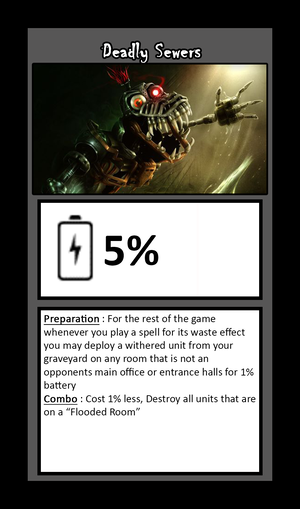 Deadly Sewers
5%
Preparation : For the rest of the game
whenever you play a spell for its waste effect
you may deploy a withered unit from your
graveyard on any room that is not an
opponents main office or entrance halls for 1%
battery
Combo : Cost 1% less, Destroy all units that are
on a “Flooded Room”